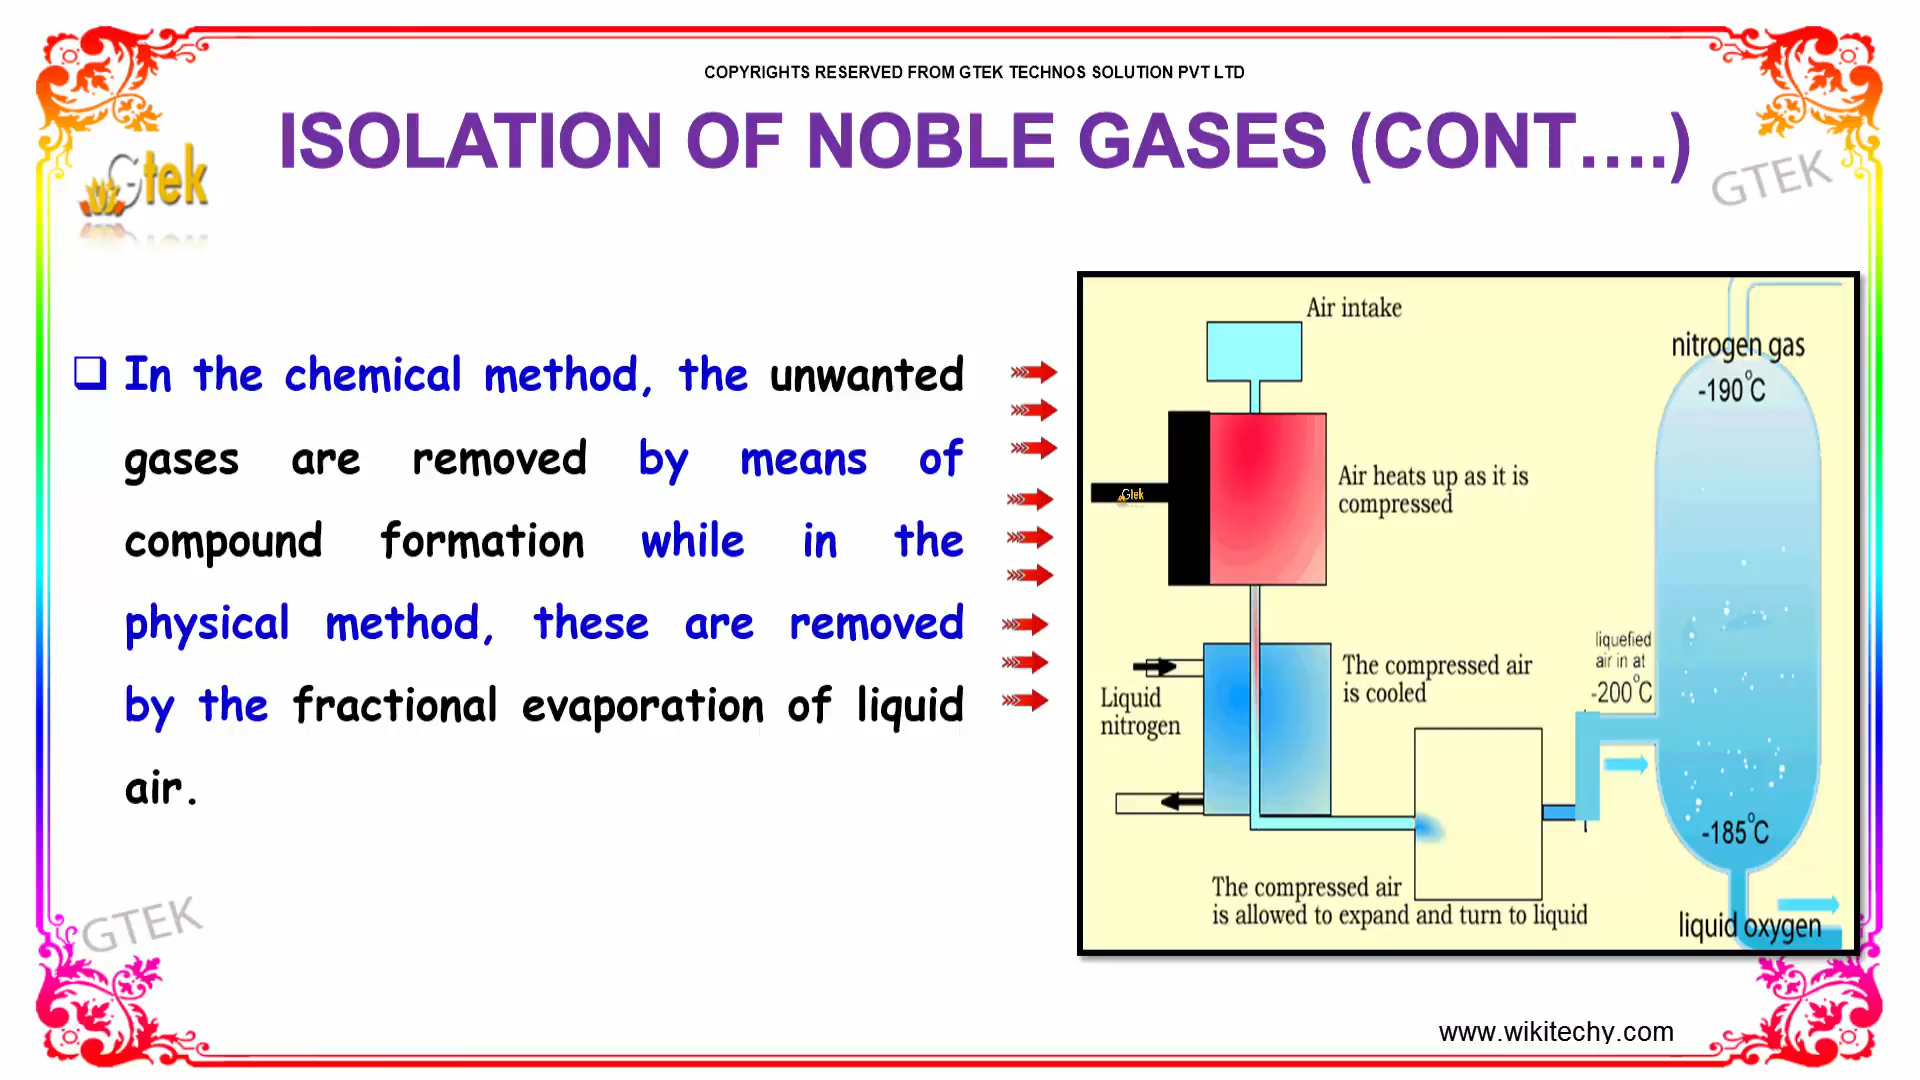 COPYRIGHTS RESERVED FROM GTEK TECHNOS SOLUTION PVT LTD
ISOLATION OF NOBLE GASES (CONT....)
Gtek
GTEK
In the chemical method, the unwanted
gases are removed by means of
compound formation while in the
physical method, these are removed
by the fractional evaporation of liquid
air.
Air intake
nitrogen gas
-190°C
Air heats up as it is
compressed
Gtek
liquefied
air in at
-200°C
The compressed air
is cooled
Liquid
nitrogen
-185°C
The compressed air
is allowed to expand and turn to liquid
liquid oxygen
GTEK
www.wikitechy.com